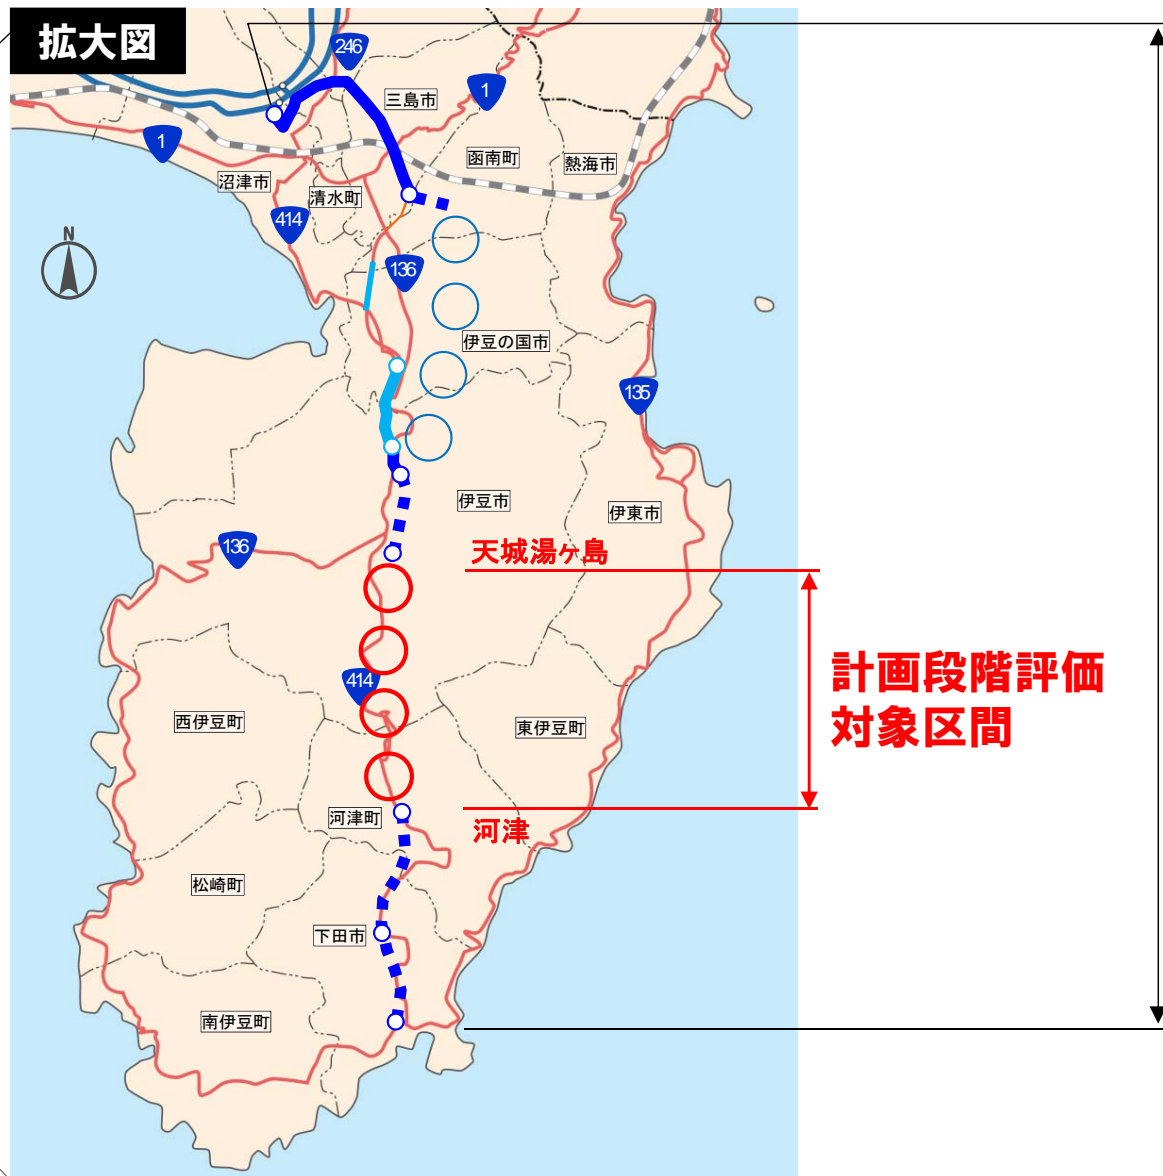 拡大図
246
三島市
1
1
函南町
熱海市
沼津市
清水町
414
N
136
伊豆の国市
135
伊豆市
伊東市
天城湯ヶ島
136
計画段階評価
対象区間
414
西伊豆町
東伊豆町
河津町
河津
松崎町
下田市
南伊豆町